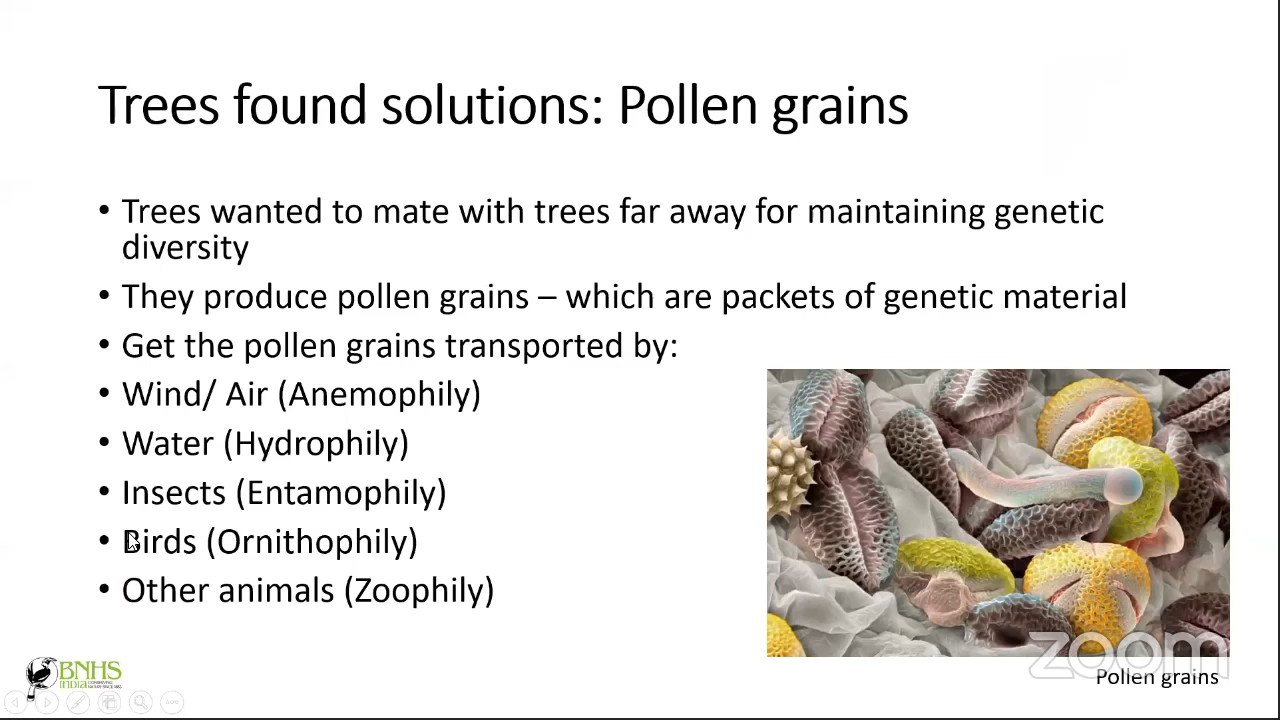 Trees found solutions: Pollen grains
• Trees wanted to mate with trees far away for maintaining genetic
diversity
• They produce pollen grains – which are packets of genetic material
• Get the pollen grains transported by:
• Wind/ Air (Anemophily)
• Water (Hydrophily)
• Insects (Entamophily)
• Birds (Ornithophily)
• Other animals (Zoophily)
zoom
Pollen grains
BNHS
INDIA